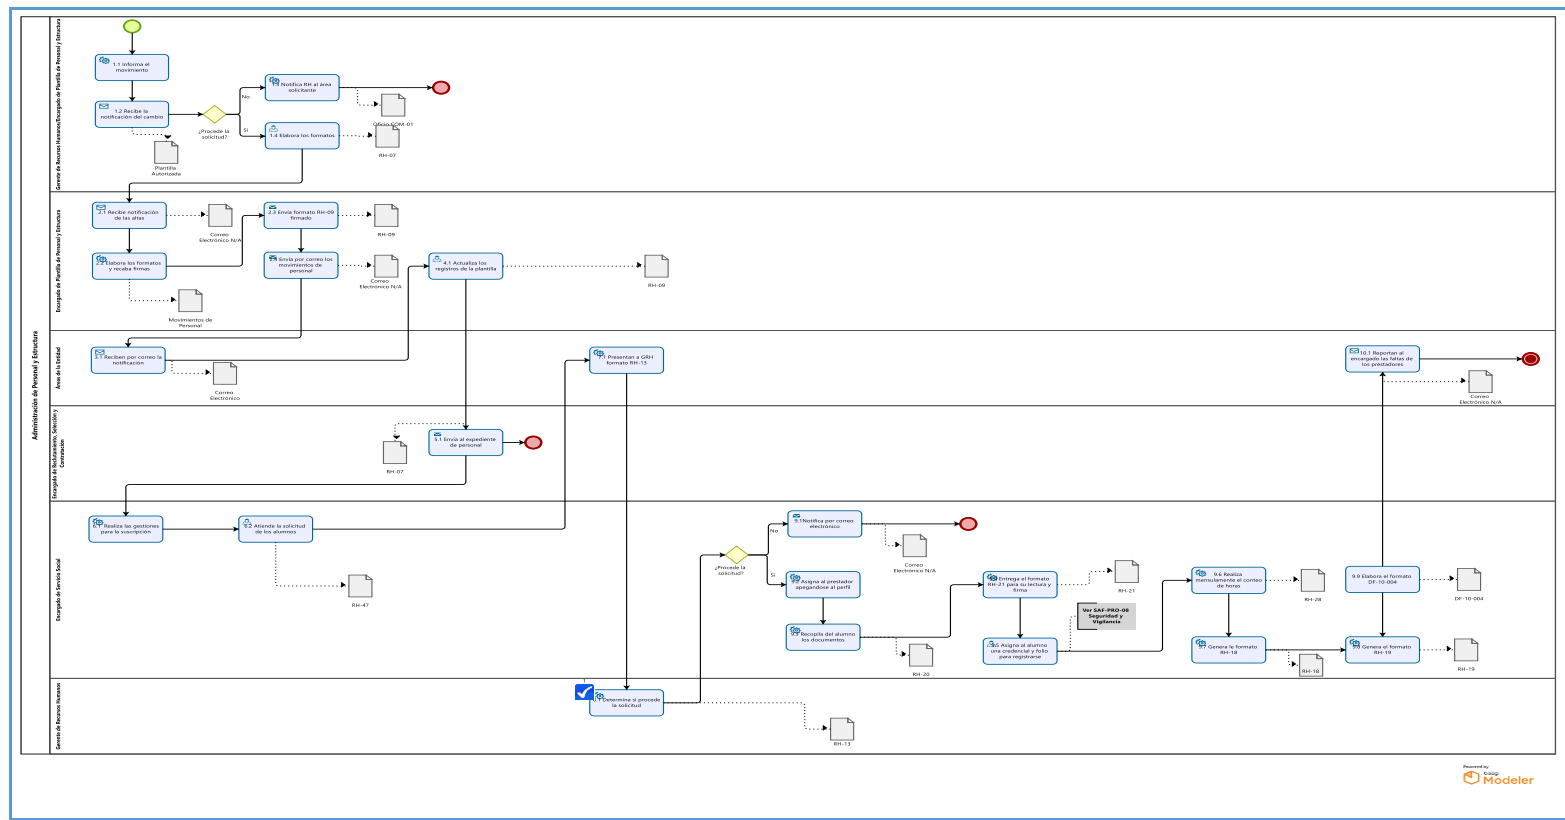 Administración de Personal y Estructura
Gerente de Recursos Humanos/Encargado de Plantilla de Personal y Estructura
1.1 Informa el
movimiento
1.2 Recibe la
notificación del cambio
Plantilla
Autorizada
¿Procede la
solicitud?
No
Si
Notifica RH al área
solicitante
Oficio COM-01
1.4 Elabora los formatos
RH-07
Encargado de Plantilla de Personal y Estructura
2.1 Recibe notificación
de las altas
Correo
Electrónico N/A
2.2 Elabora los formatos
y recaba firmas
Movimientos de
Personal
2.3 Envía formato RH-09
firmado
RH-09
Envía por correo los
movimientos de
personal
Correo
Electrónico N/A
4.1 Actualiza los
registros de la plantilla
RH-09
Áreas de la Entidad
3.1 Reciben por correo la
notificación
Correo
Electrónico
7.1 Presentan a GRH
formato RH-13
10.1 Reportan al
encargado las faltas de
los prestadores
Correo
Electrónico N/A
Encargado de Reclutamiento, Selección y
Contratación
RH-07
5.1 Envía al expediente
de personal
Encargado de Servicio Social
6.1 Realiza las gestiones
para la suscripción
6.2 Atiende la solicitud
de los alumnos
RH-47
¿Procede la
solicitud?
No
Si
9.1Notifica por correo
electrónico
Correo
Electrónico N/A
Asigna al prestador
apegandose al perfil
Recopila del alumno
los documentos
RH-20
Entrega el formato
RH-21 para su lectura y
firma
RH-21
Ver SAF-PRO-08
Seguridad y
Vigilancia
Asigna al alumno
una credencial y folio
para registrarse
9.6 Realiza
mensualmente el conteo
de horas
RH-28
9.7 Genera le formato
RH-18
RH-18
9.9 Elabora el formato
DF-10-004
DF-10-004
Genera el formato
RH-19
RH-19
Gerente de Recursos Humanos
Determina si procede
la solicitud
RH-13
Powered by
Modeler